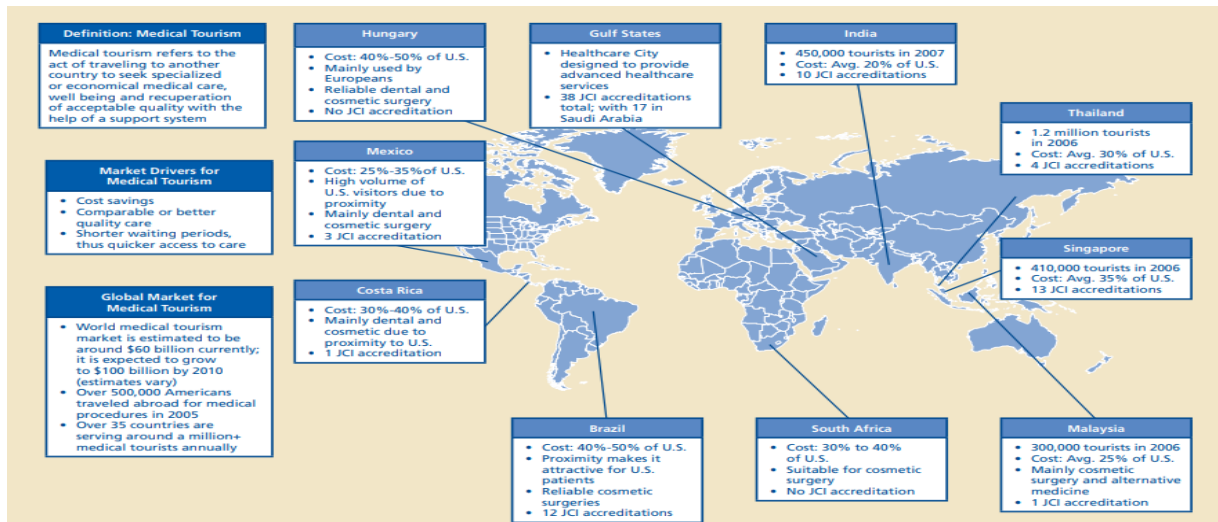 Definition: Medical Tourism
Medical tourism refers to the
act of traveling to another
country to seek specialized
or economical medical care,
well being and recuperation
of acceptable quality with the
help of a support system
Market Drivers for
Medical Tourism
• Cost savings
• Comparable or better
quality care
• Shorter waiting periods,
thus quicker access to care
Global Market for
Medical Tourism
• World medical tourism
market is estimated to be
around $60 billion currently;
it is expected to grow
to $100 billion by 2010
(estimates vary)
• Over 500,000 Americans
traveled abroad for medical
procedures in 2005
• Over 35 countries are
serving around a million+
medical tourists annually
Hungary
• Cost: 40%-50% of U.S.
• Mainly used by
Europeans
• Reliable dental and
cosmetic surgery
• No JCI accreditation
Mexico
• Cost: 25%-35%of U.S.
• High volume of
U.S. visitors due to
proximity
• Mainly dental and
cosmetic surgery
• 3 JCI accreditation
Costa Rica
• Cost: 30%-40% of U.S.
• Mainly dental and
cosmetic due to
proximity to U.S.
• 1 JCI accreditation
Gulf States
• Healthcare City
designed to provide
advanced healthcare
services
• 38 JCI accreditations
total; with 17 in
Saudi Arabia
India
• 450,000 tourists in 2007
• Cost: Avg. 20% of U.S.
• 10 JCI accreditations
Thailand
• 1.2 million tourists
in 2006
• Cost: Avg. 30% of U.S.
• 4 JCI accreditations
Singapore
• 410,000 tourists in 2006
• Cost: Avg. 35% of U.S.
• 13 JCI accreditations
Brazil
• Cost: 40%-50% of U.S.
• Proximity makes it
attractive for U.S.
patients
• Reliable cosmetic
surgeries
• 12 JCI accreditations
South Africa
• Cost: 30% to 40%
of U.S.
• Suitable for cosmetic
surgery
• No JCI accreditation
Malaysia
• 300,000 tourists in 2006
• Cost: Avg. 25% of U.S.
• Mainly cosmetic
surgery and alternative
medicine
• 1 JCI accreditation